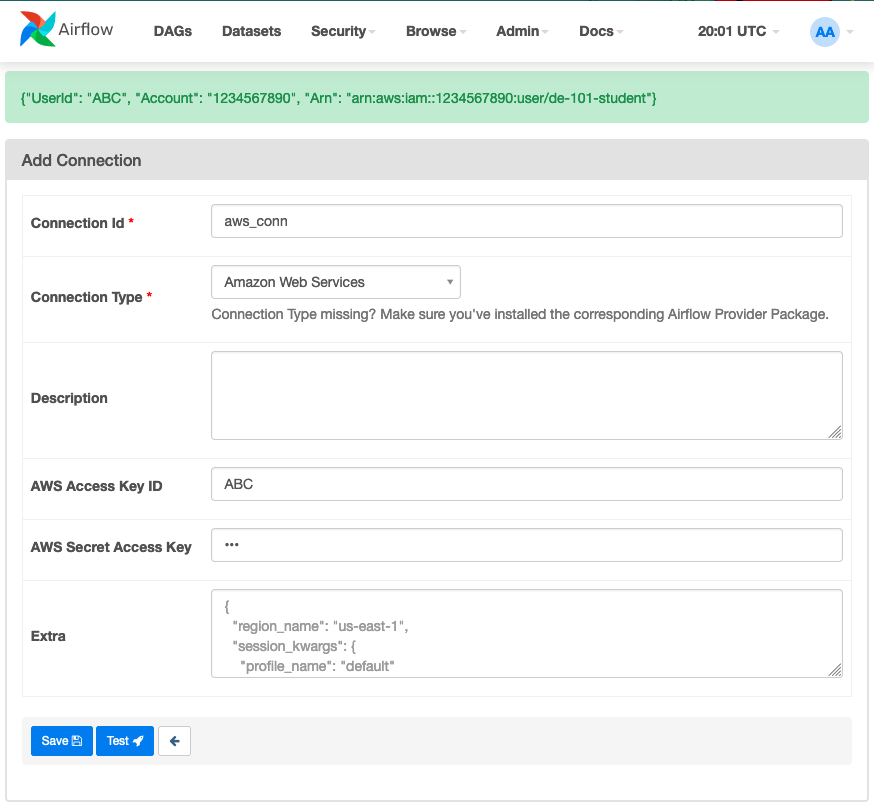 Airflow DAGs Datasets Security Browse Admin Docs 20:01 UTC AA
{"UserId": "ABC", "Account": "1234567890", "Arn": "arn:aws:iam::1234567890:user/de-101-student"}
Add Connection
Connection Id * aws_conn
Connection Type * Amazon Web Services
Connection Type missing? Make sure you've installed the corresponding Airflow Provider Package.
Description
AWS Access Key ID ABC
AWS Secret Access Key •••
Extra
{
"region_name": "us-east-1",
"session_kwargs": {
"profile_name": "default"
Save Test